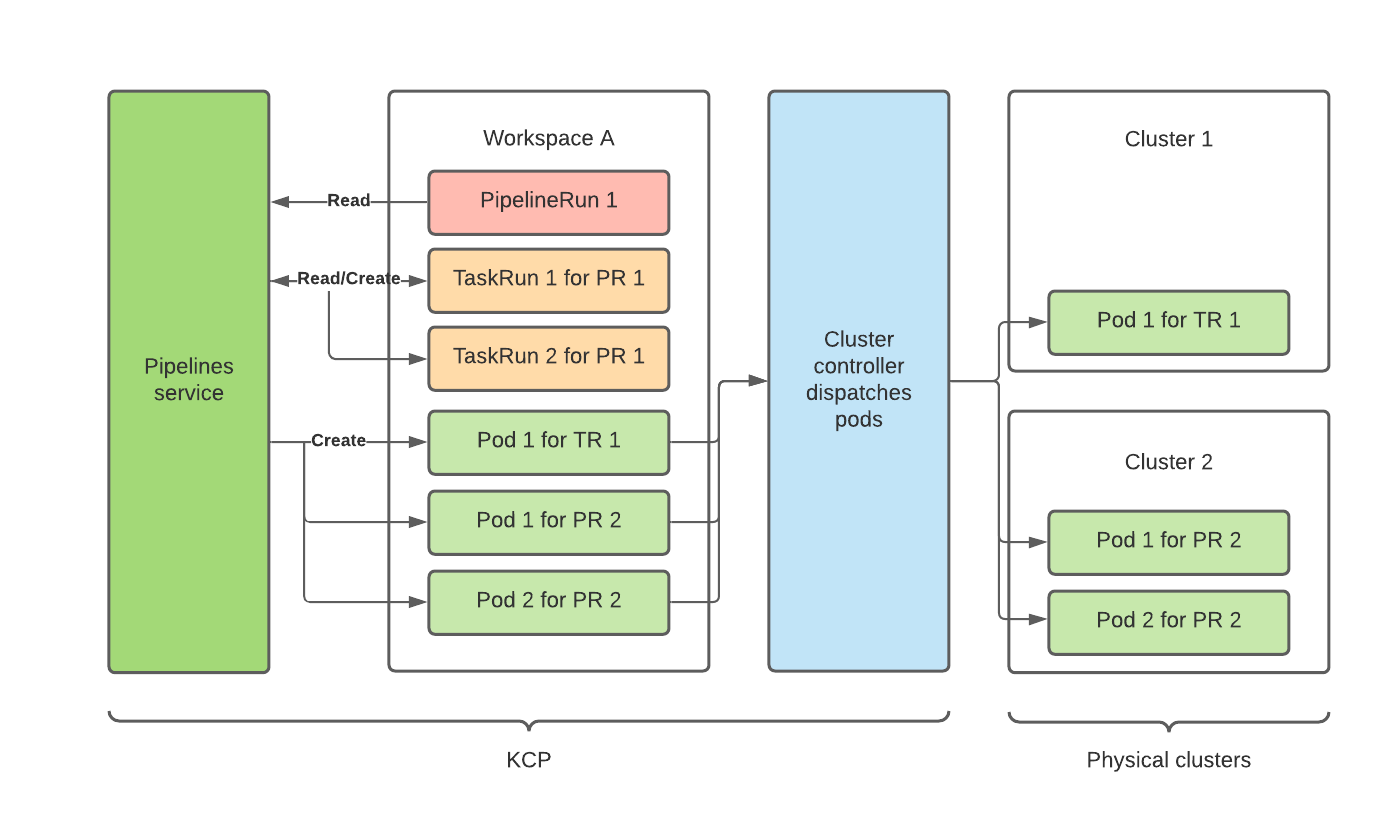 Pipelines
service
Read
Read/Create
Create
Workspace A
PipelineRun 1
TaskRun 1 for PR 1
TaskRun 2 for PR 1
Pod 1 for TR 1
Pod 1 for PR 2
Pod 2 for PR 2
Cluster
controller
dispatches
pods
Cluster 1
Pod 1 for TR 1
Cluster 2
Pod 1 for PR 2
Pod 2 for PR 2
KCP
Physical clusters